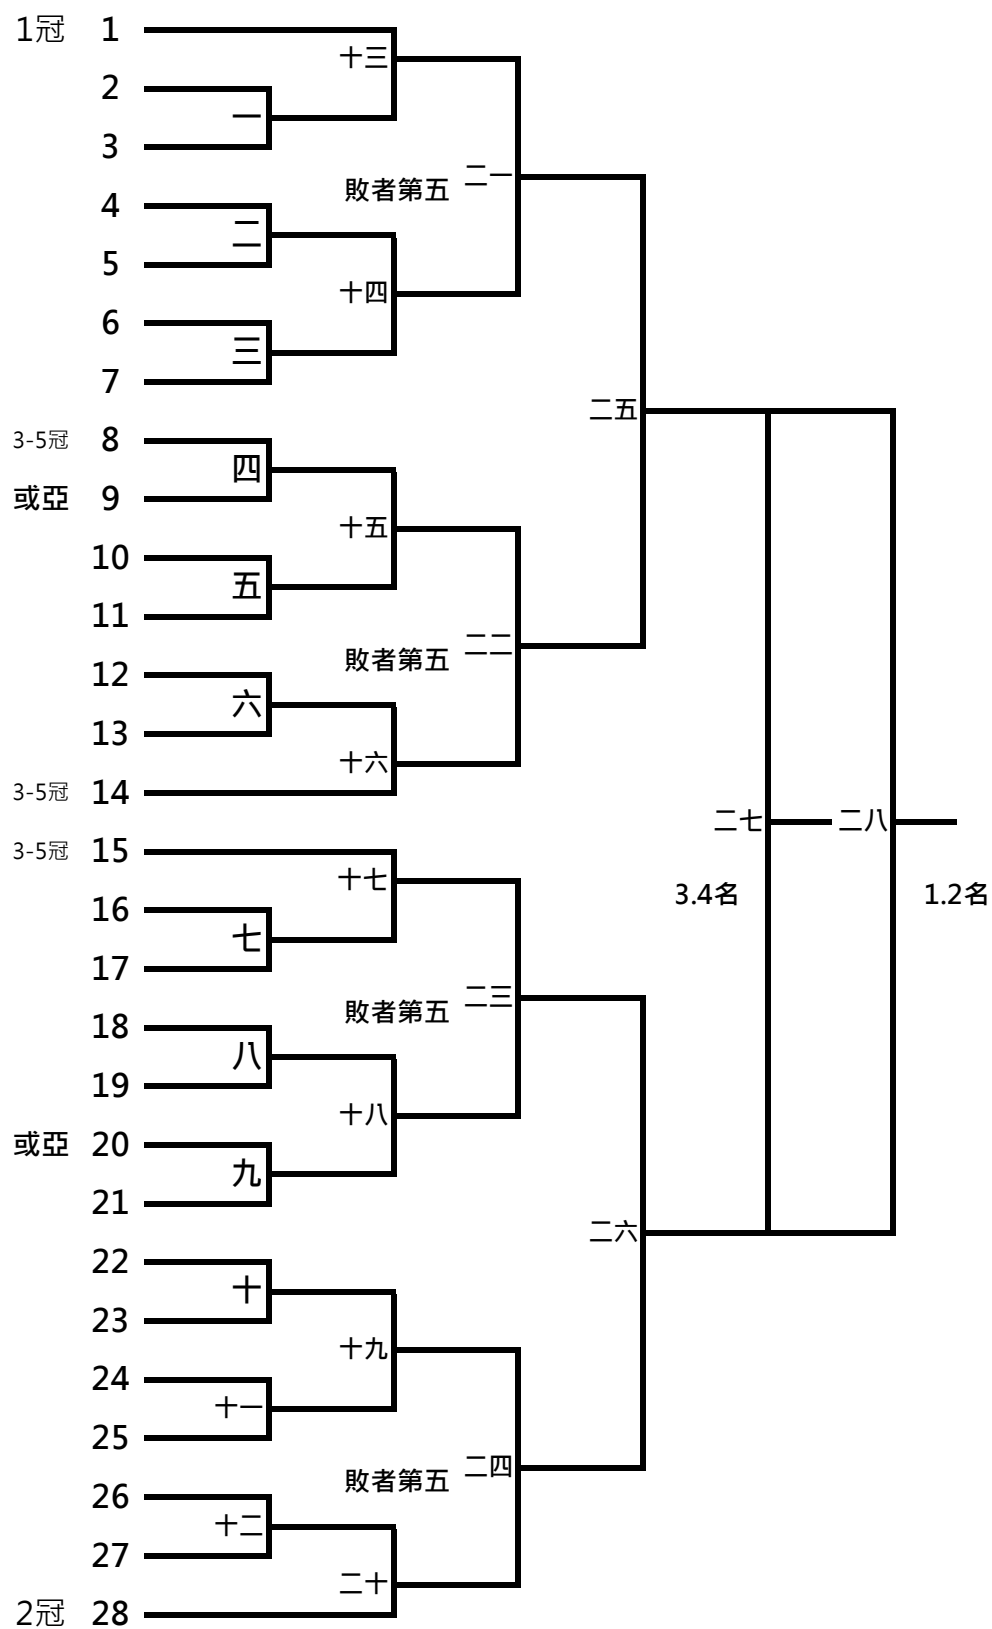 1冠 1
十三
2
一
3
敗者第五 二一
4
二
5
十四
6
三
7
二五
3-5冠 8
四
或亞 9
十五
10
五
11
敗者第五 二二
12
六
13
十六
3-5冠 14
二七 二八
3-5冠 15
十七
3.4名 1.2名
16
七
17
敗者第五 二三
18
八
19
十八
或亞 20
九
21
二六
22
十
23
十九
24
十一
25
敗者第五 二四
26
十二
27
二十
2冠 28